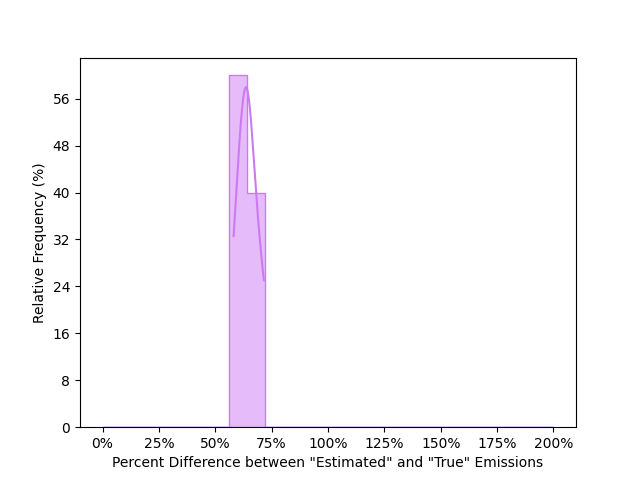 56
48
40
32
24
16
8
0
Relative Frequency (%)
0% 25% 50% 75% 100% 125% 150% 175% 200%
Percent Difference between "Estimated" and "True" Emissions